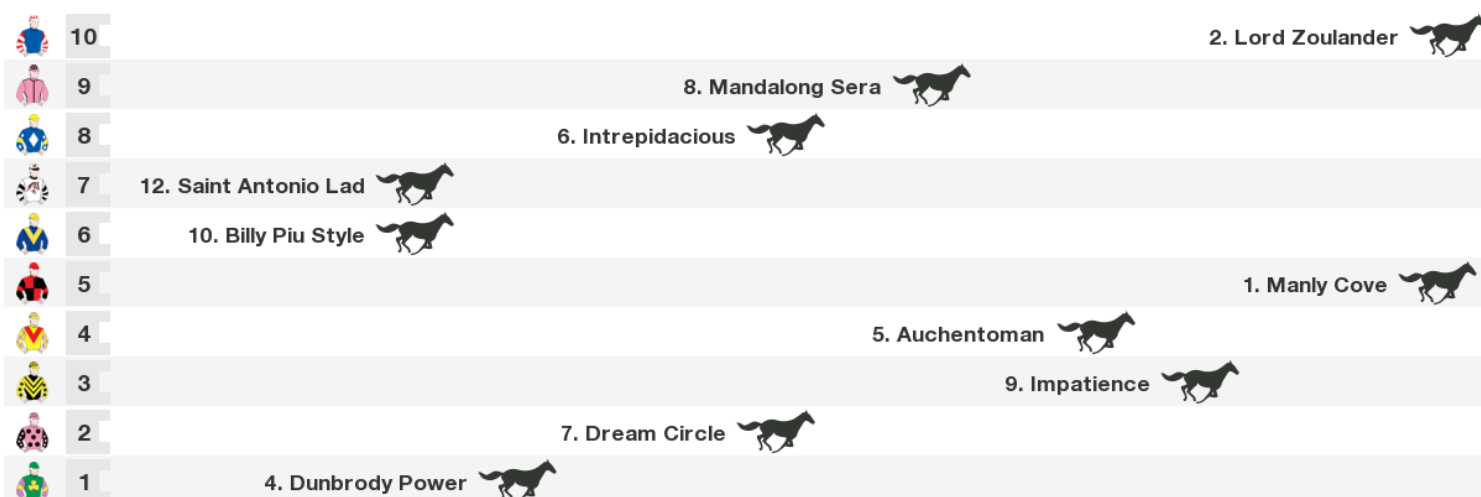 10 2. Lord Zoulander
9 8. Mandalong Sera
8 6. Intrepidacious
7 12. Saint Antonio Lad
6 10. Billy Piu Style
5 1. Manly Cove
4 5. Auchentoman
3 9. Impatience
2 7. Dream Circle
1 4. Dunbrody Power